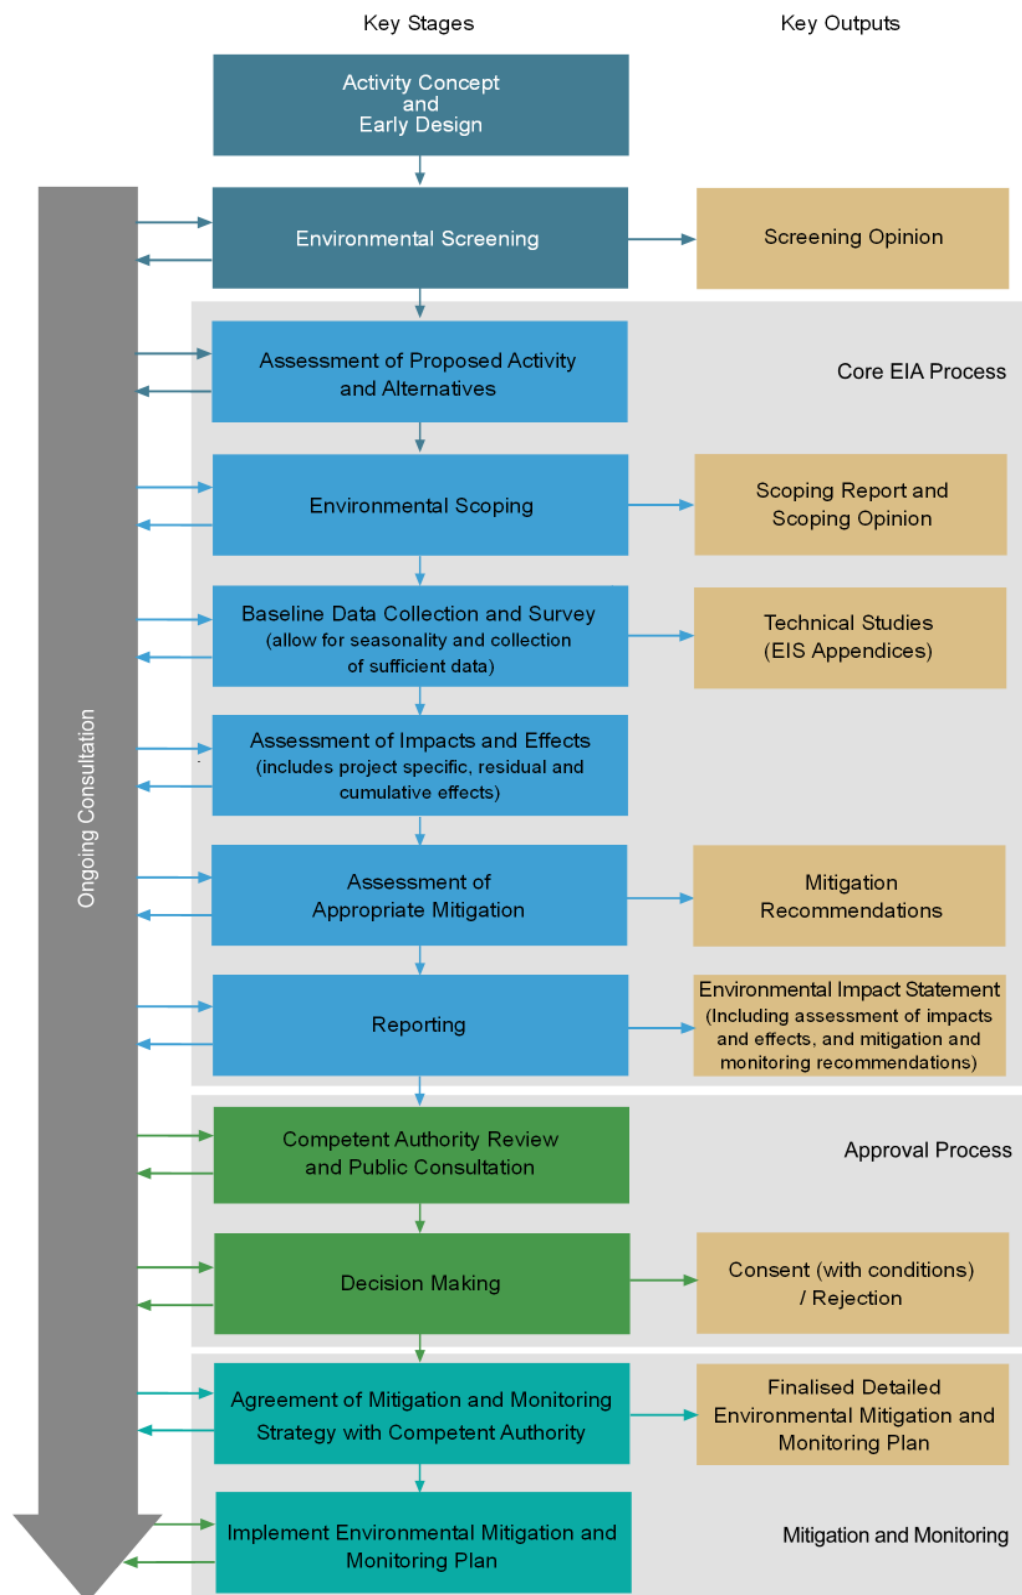 Key Stages
Key Outputs
Activity Concept
and
Early Design
Environmental Screening
Screening Opinion
Core EIA Process
Assessment of Proposed Activity
and Alternatives
Environmental Scoping
Scoping Report and
Scoping Opinion
Baseline Data Collection and Survey
(allow for seasonality and collection
of sufficient data)
Technical Studies
(EIS Appendices)
Assessment of Impacts and Effects
(includes project specific, residual and
cumulative effects)
Ongoing Consultation
Assessment of
Appropriate Mitigation
Mitigation
Recommendations
Reporting
Environmental Impact Statement
(Including assessment of impacts
and effects, and mitigation and
monitoring recommendations)
Competent Authority Review
and Public Consultation
Approval Process
Decision Making
Consent (with conditions)
/ Rejection
Agreement of Mitigation and Monitoring
Strategy with Competent Authority
Finalised Detailed
Environmental Mitigation and
Monitoring Plan
Implement Environmental Mitigation and
Monitoring Plan
Mitigation and Monitoring